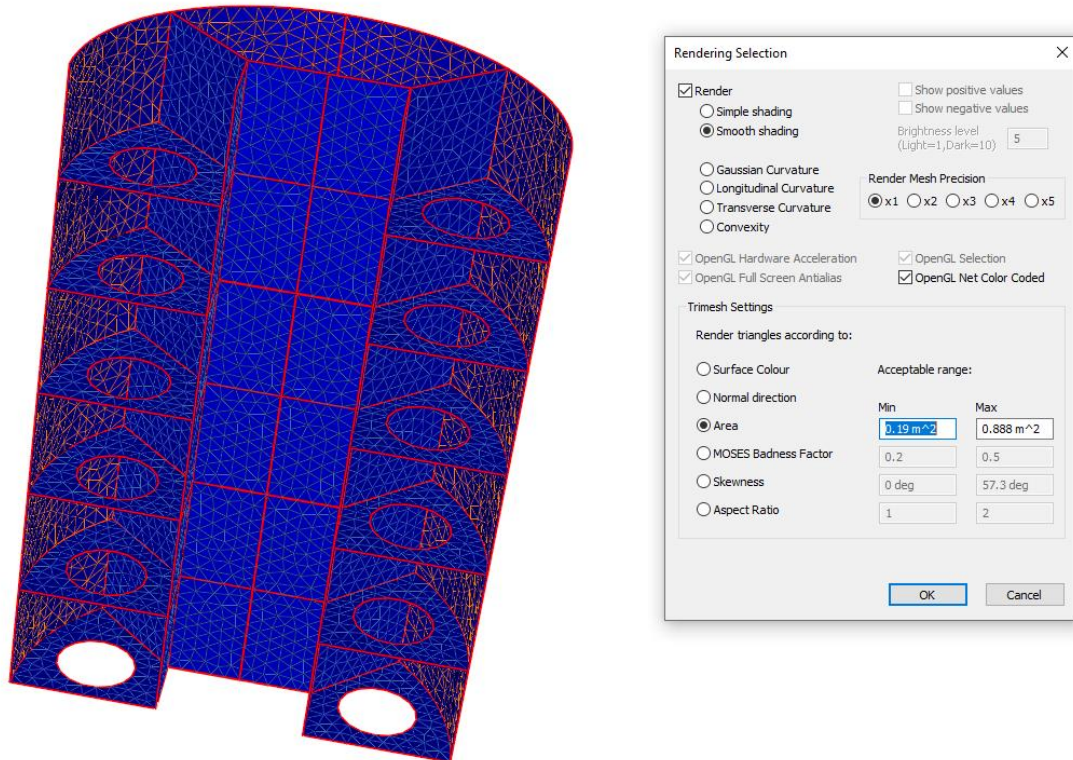 Rendering Selection
Render
Show positive values
Show negative values
Simple shading
Smooth shading
Brightness level
(Light=1,Dark=10)
5
Gaussian Curvature
Longitudinal Curvature
Transverse Curvature
Convexity
Render Mesh Precision
x1 x2 x3 x4 x5
OpenGL Hardware Acceleration
OpenGL Selection
OpenGL Full Screen Antialias
OpenGL Net Color Coded
Trimesh Settings
Render triangles according to:
Surface Colour
Acceptable range:
Normal direction
Min Max
Area
0.19 m^2 0.888 m^2
MOSES Badness Factor
0.2 0.5
Skewness
0 deg 57.3 deg
Aspect Ratio
1 2
OK Cancel